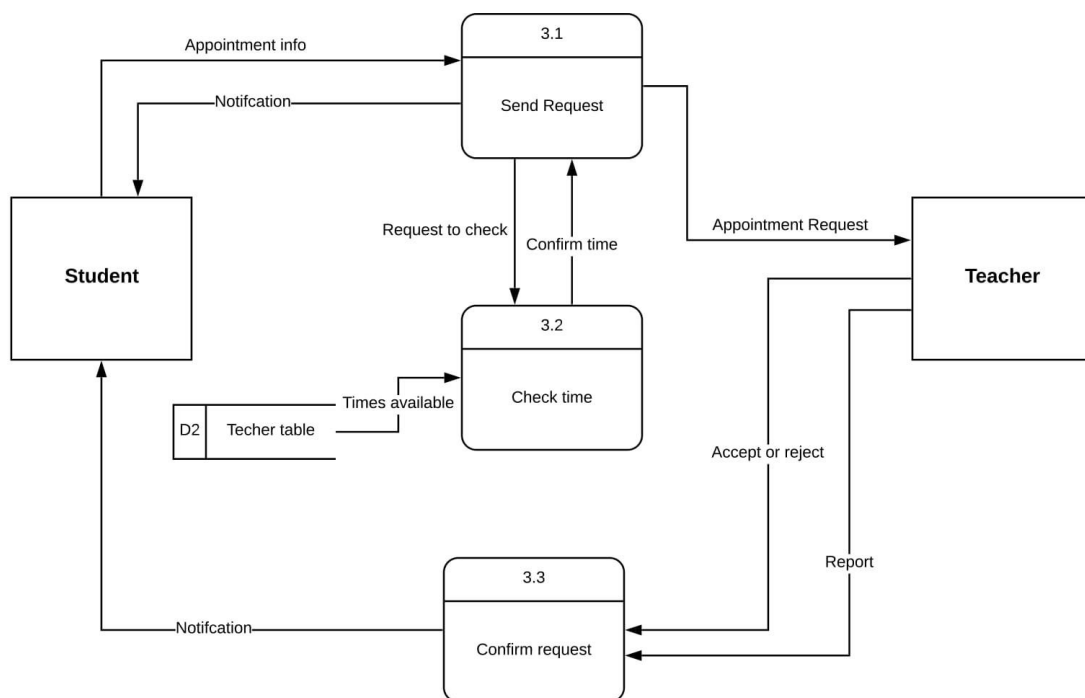 3.1
Appointment info
Send Request
Notifcation
Student
Request to check
Confirm time
Appointment Request
Teacher
3.2
Check time
Times available
D2
Techer table
Accept or reject
Report
3.3
Confirm request
Notifcation